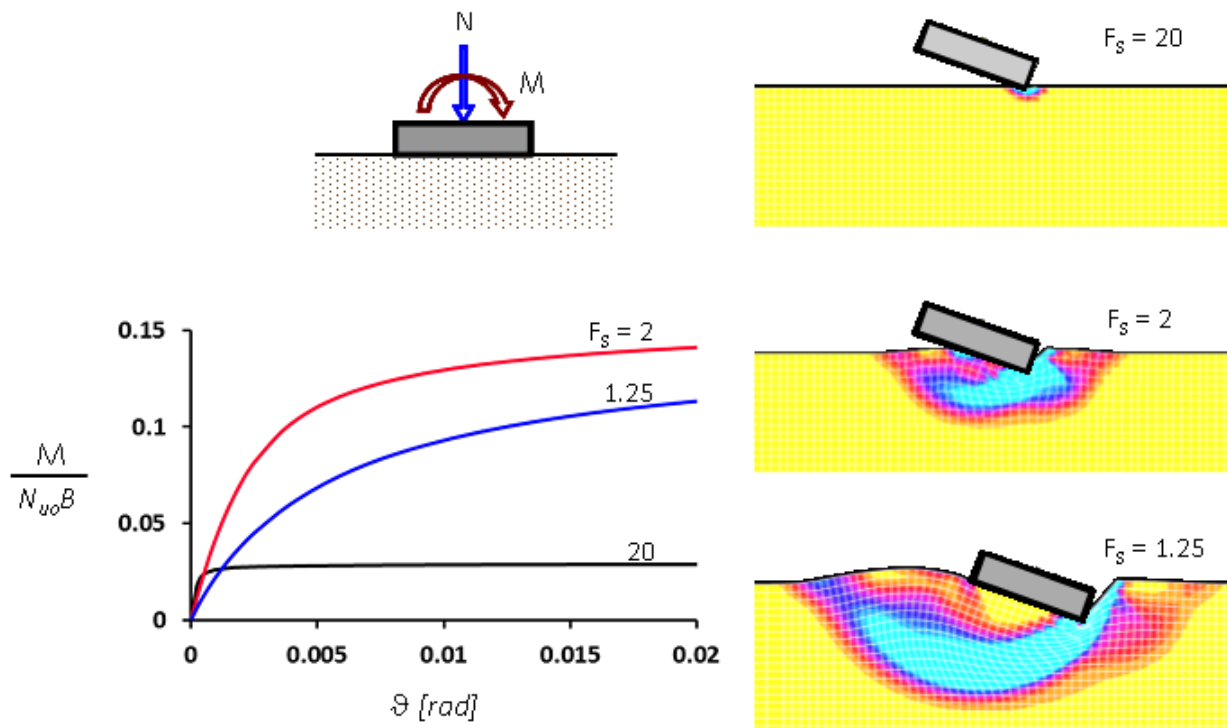 N
M
F_s = 20
F_s = 2
F_s = 1.25
M
N_uo B
0.15
0.1
0.05
0
F_s = 2
1.25
20
0
0.005
0.01
0.015
0.02
ϑ [rad]